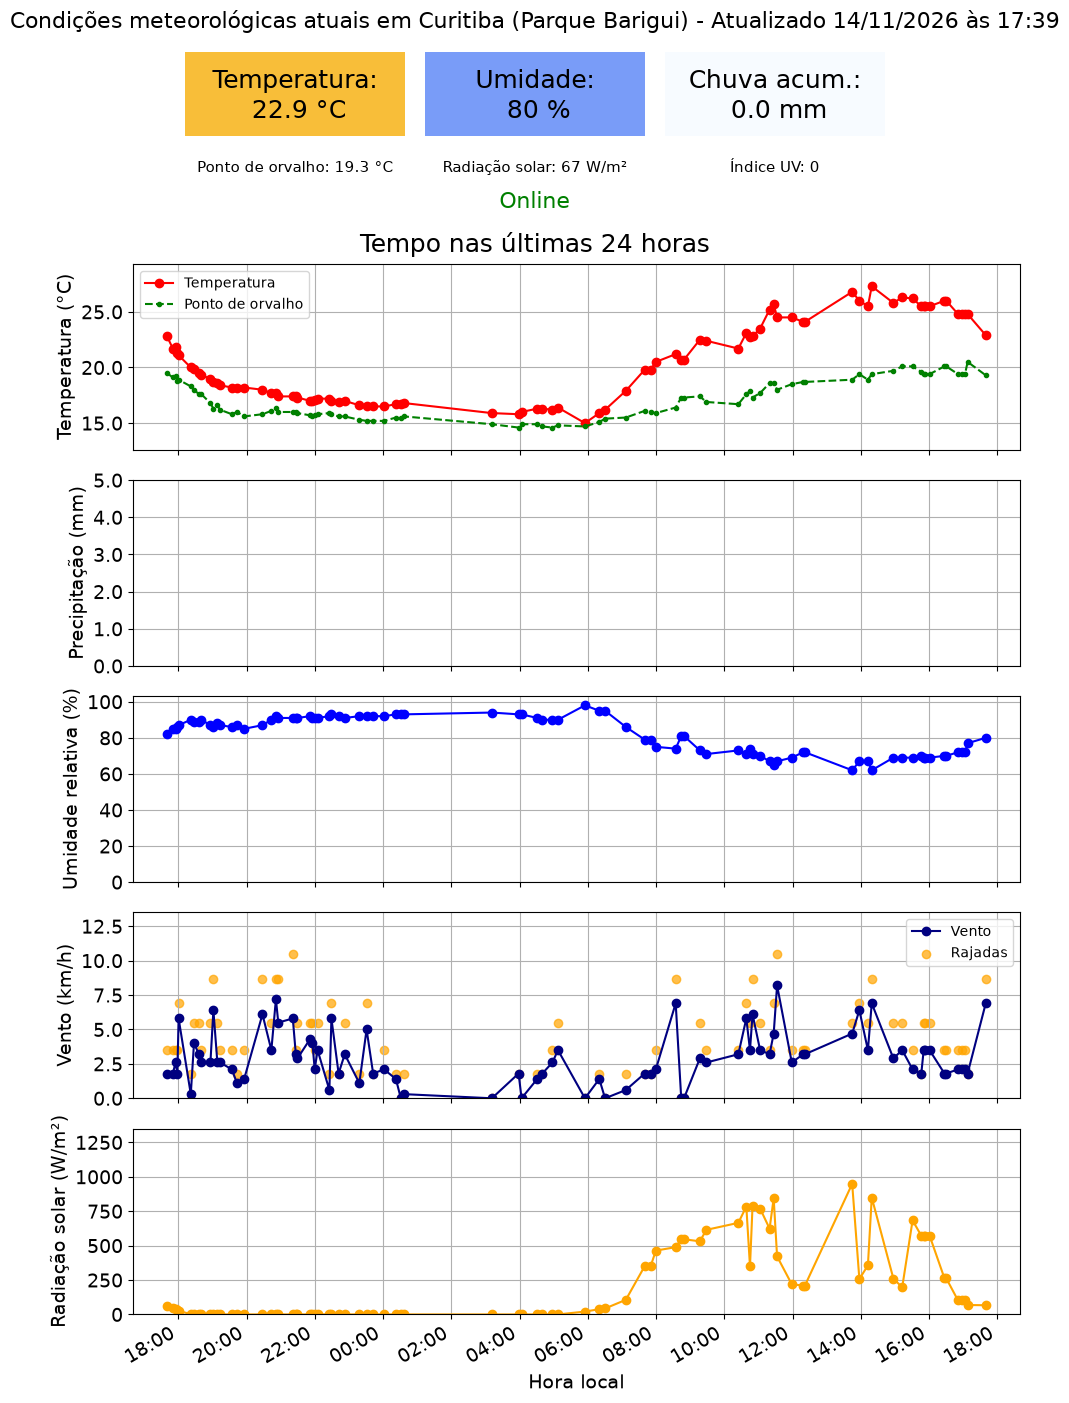 Condições meteorológicas atuais em Curitiba (Parque Barigui) - Atualizado 14/11/2026 às 17:39
Temperatura:
22.9 °C
Umidade:
80 %
Chuva acum.:
0.0 mm
Ponto de orvalho: 19.3 °C
Radiação solar: 67 W/m²
Índice UV: 0
Online
Tempo nas últimas 24 horas
Temperatura (°C)
25.0
20.0
15.0
Temperatura
Ponto de orvalho
Precipitação (mm)
5.0
4.0
3.0
2.0
1.0
0.0
Umidade relativa (%)
100
80
60
40
20
0
Vento (km/h)
12.5
10.0
7.5
5.0
2.5
0.0
Vento
Rajadas
Radiação solar (W/m²)
1250
1000
750
500
250
0
18:00
20:00
22:00
00:00
02:00
04:00
06:00
08:00
10:00
12:00
14:00
16:00
18:00
Hora local